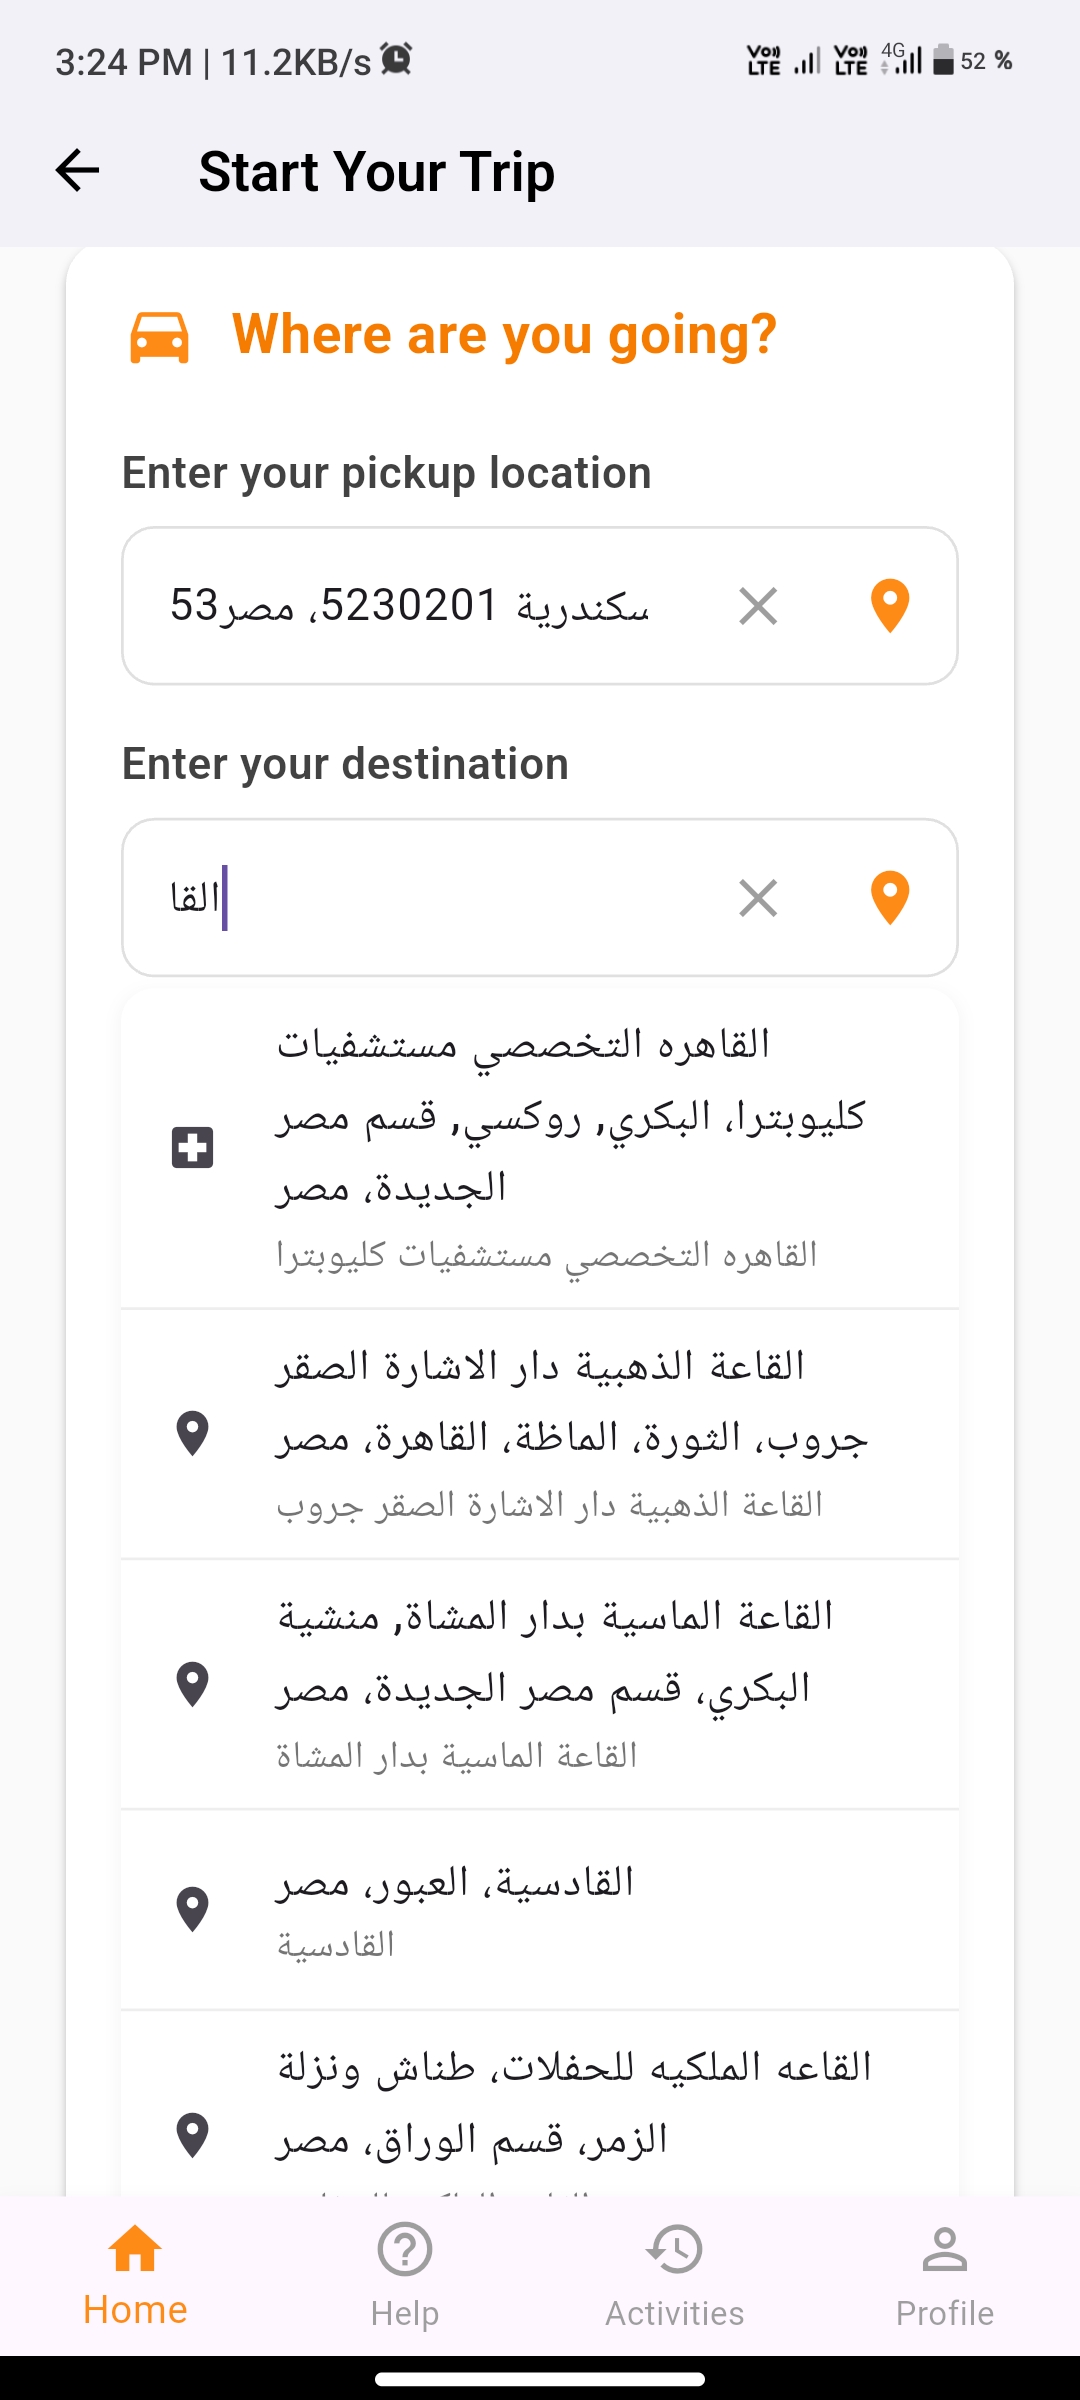 3:24 PM | 11.2KB/s
Vo)) LTE Vo)) LTE 4G 52 %
Start Your Trip
Where are you going?
Enter your pickup location
53سكندرية 5230201، مصر
Enter your destination
القا
القاهره التخصصي مستشفيات
كليوبترا، البكري, روكسي, قسم مصر
الجديدة، مصر
القاهره التخصصي مستشفيات كليوبترا
القاعة الذهبية دار الاشارة الصقر
جروب، الثورة، الماظة، القاهرة، مصر
القاعة الذهبية دار الاشارة الصقر جروب
القاعة الماسية بدار المشاة, منشية
البكري، قسم مصر الجديدة، مصر
القاعة الماسية بدار المشاة
القادسية، العبور، مصر
القادسية
القاعه الملكيه للحفلات، طناش ونزلة
الزمر، قسم الوراق، مصر
Home
Help
Activities
Profile